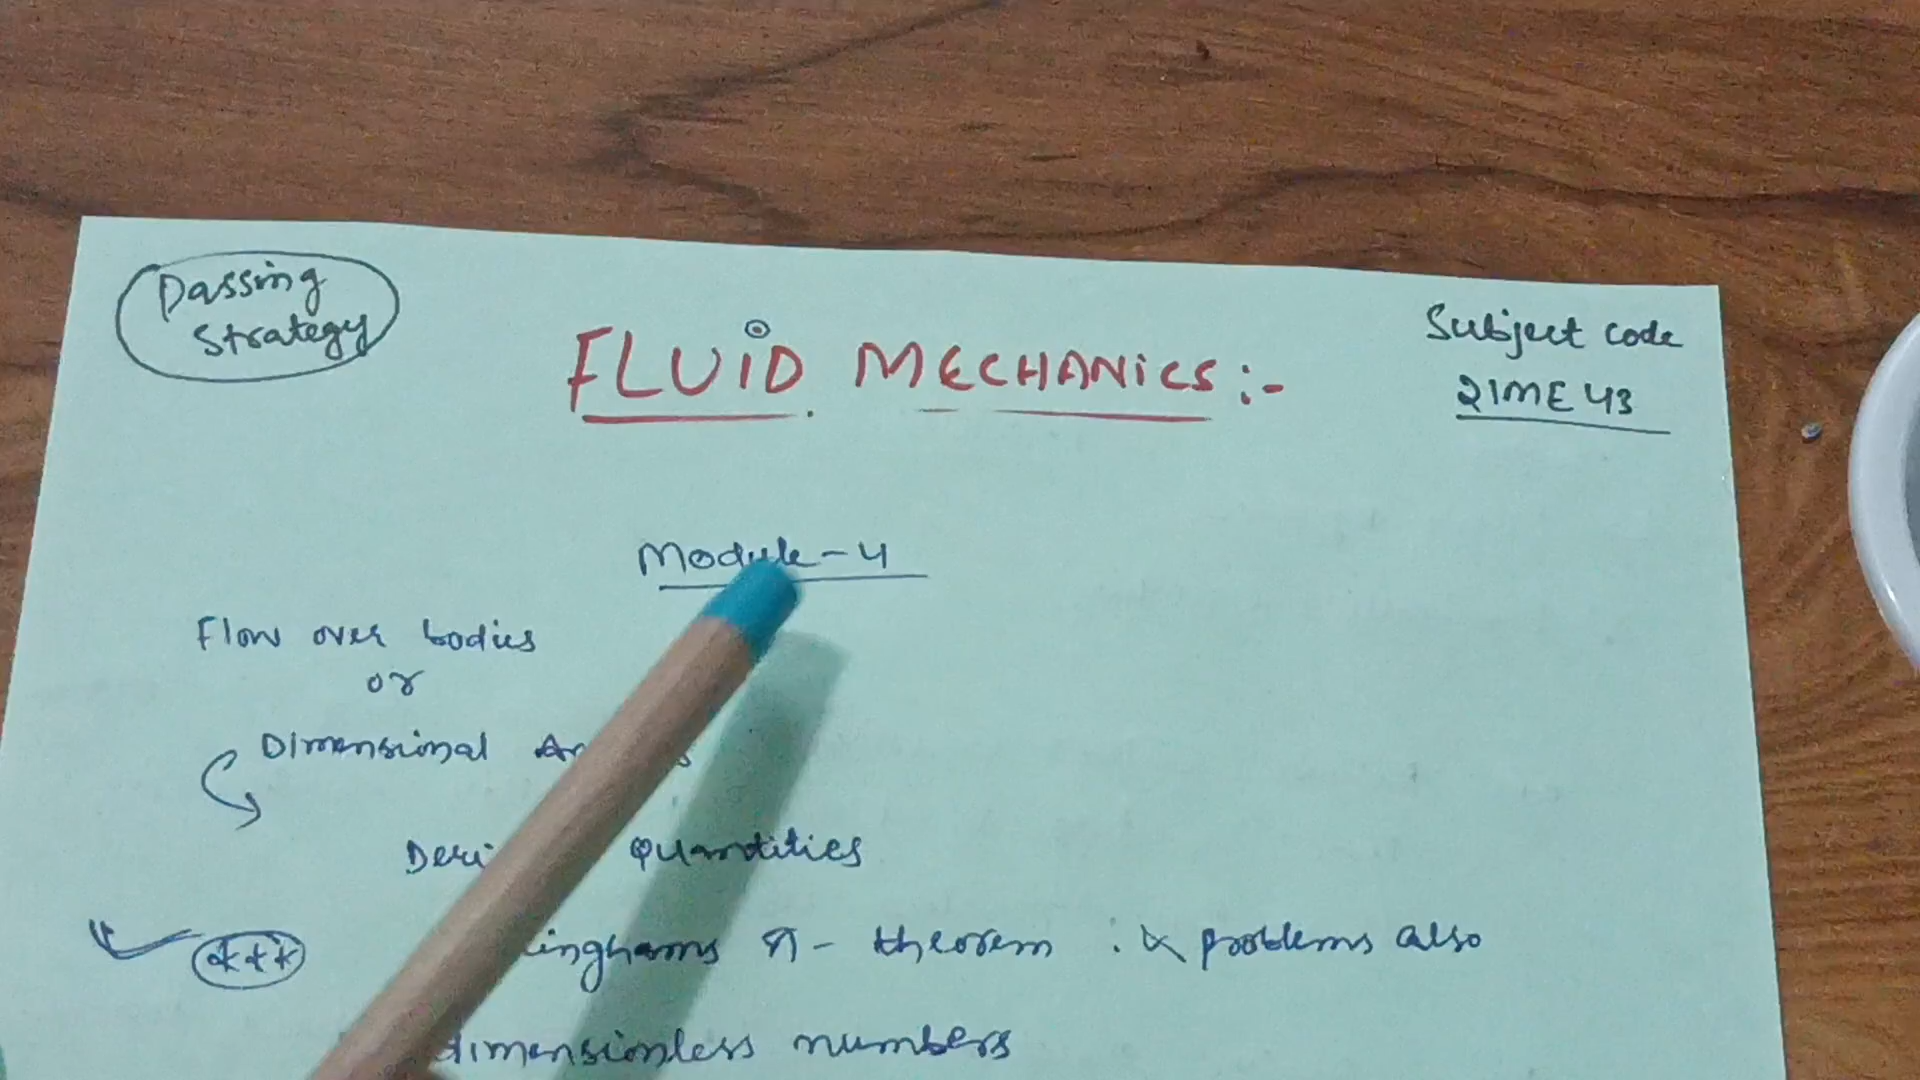 Passing
Strategy
FLUiD MECHANiCS:-
Subject code
21ME43
Module-4
Flow over bodies
or
Dimensional
quantities
***
π - theorem : & problems also
dimensionless numbers